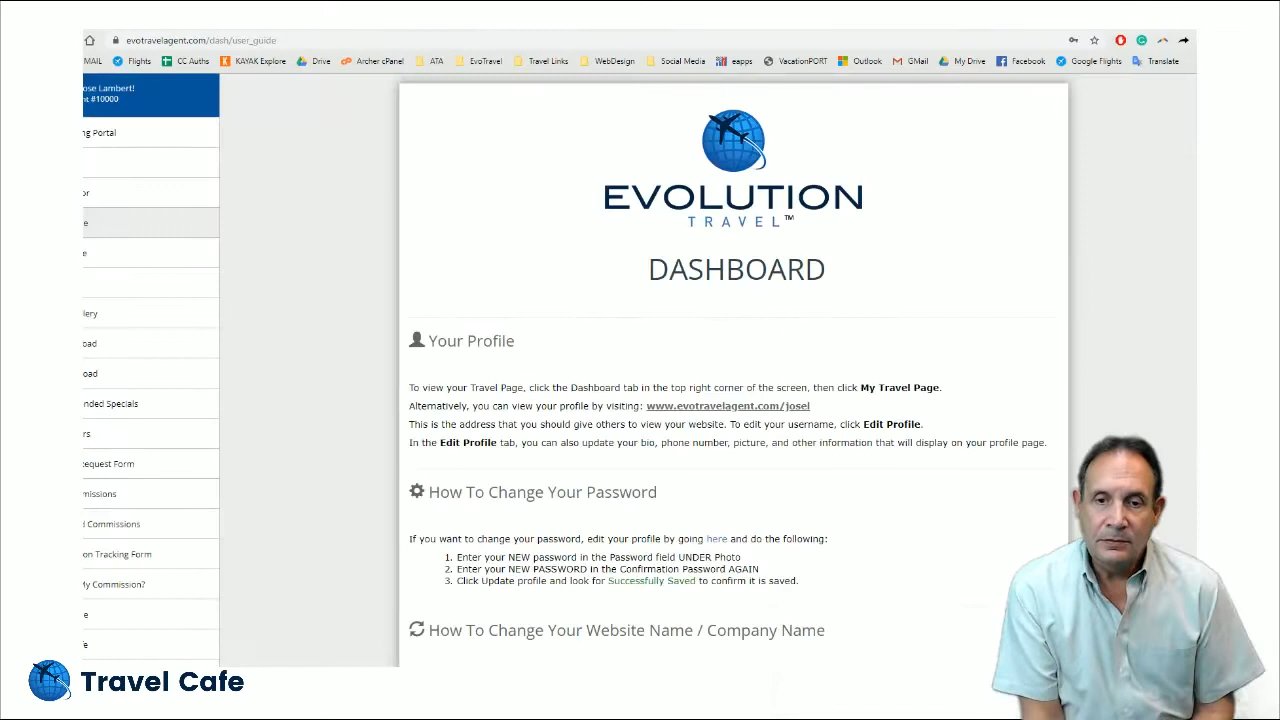 evotravelagent.com/dash/user_guide
MAIL Flights CC Auths KAYAK Explore Drive Archer cPanel ATA EvoTravel Travel Links WebDesign Social Media eapps VacationPORT Outlook GMail My Drive Facebook Google Flights Translate
ose Lambert!
nt #10000
ng Portal
or
e
e
lery
oad
oad
nded Specials
rs
equest Form
missions
d Commissions
on Tracking Form
My Commission?
e
fe
EVOLUTION
TRAVEL™
DASHBOARD
Your Profile
To view your Travel Page, click the Dashboard tab in the top right corner of the screen, then click My Travel Page.
Alternatively, you can view your profile by visiting: www.evotravelagent.com/josel
This is the address that you should give others to view your website. To edit your username, click Edit Profile.
In the Edit Profile tab, you can also update your bio, phone number, picture, and other information that will display on your profile page.
How To Change Your Password
If you want to change your password, edit your profile by going here and do the following:
1. Enter your NEW password in the Password field UNDER Photo
2. Enter your NEW PASSWORD in the Confirmation Password AGAIN
3. Click Update profile and look for Successfully Saved to confirm it is saved.
How To Change Your Website Name / Company Name
Travel Cafe